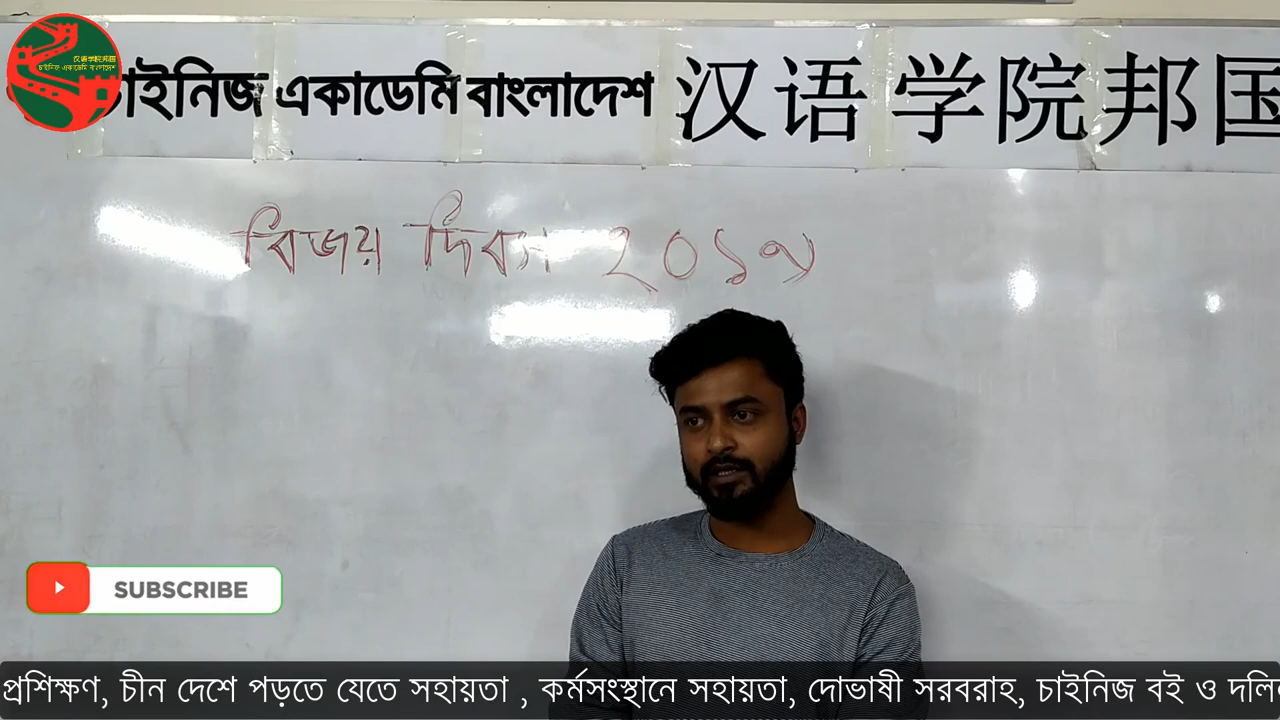 চাইনিজ একাডেমি বাংলাদেশ 汉语 学院邦国
বিজয় দিবস ২০১৯
SUBSCRIBE
প্রশিক্ষণ, চীন দেশে পড়তে যেতে সহায়তা , কর্মসংস্থানে সহায়তা, দোভাষী সরবরাহ, চাইনিজ বই ও